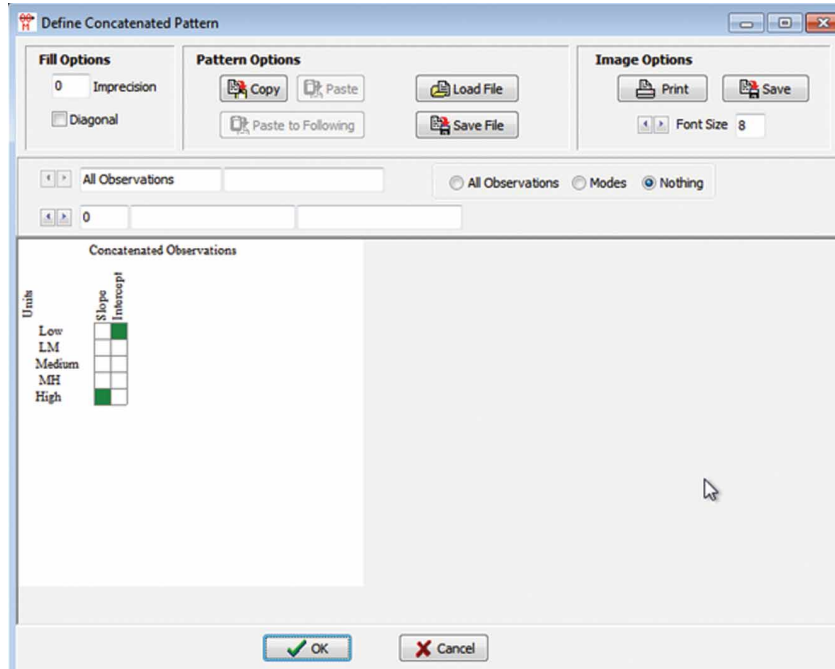 Define Concatenated Pattern
Fill Options
0 Imprecision
Diagonal
Pattern Options
Copy Paste Load File
Paste to Following Save File
Image Options
Print Save
Font Size 8
All Observations
All Observations Modes Nothing
0
Concatenated Observations
Units
Slope
Intercept
Low
LM
Medium
MH
High
OK Cancel